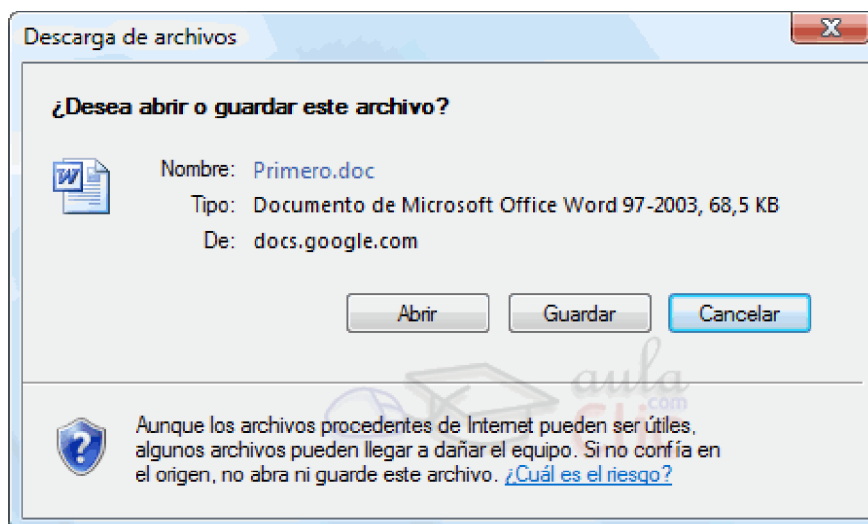 Descarga de archivos
¿Desea abrir o guardar este archivo?
Nombre: Primero.doc
Tipo: Documento de Microsoft Office Word 97-2003, 68,5 KB
De: docs.google.com
Abrir Guardar Cancelar
aula
Clic
.com
Aunque los archivos procedentes de Internet pueden ser útiles,
algunos archivos pueden llegar a dañar el equipo. Si no confía en
el origen, no abra ni guarde este archivo. ¿Cuál es el riesgo?